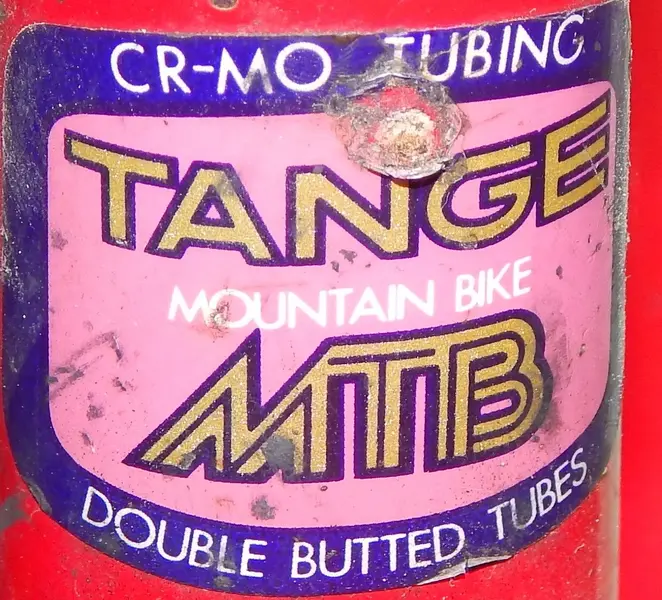 CR-MO TUBING
TANGE
MOUNTAIN BIKE
MTB
DOUBLE BUTTED TUBES